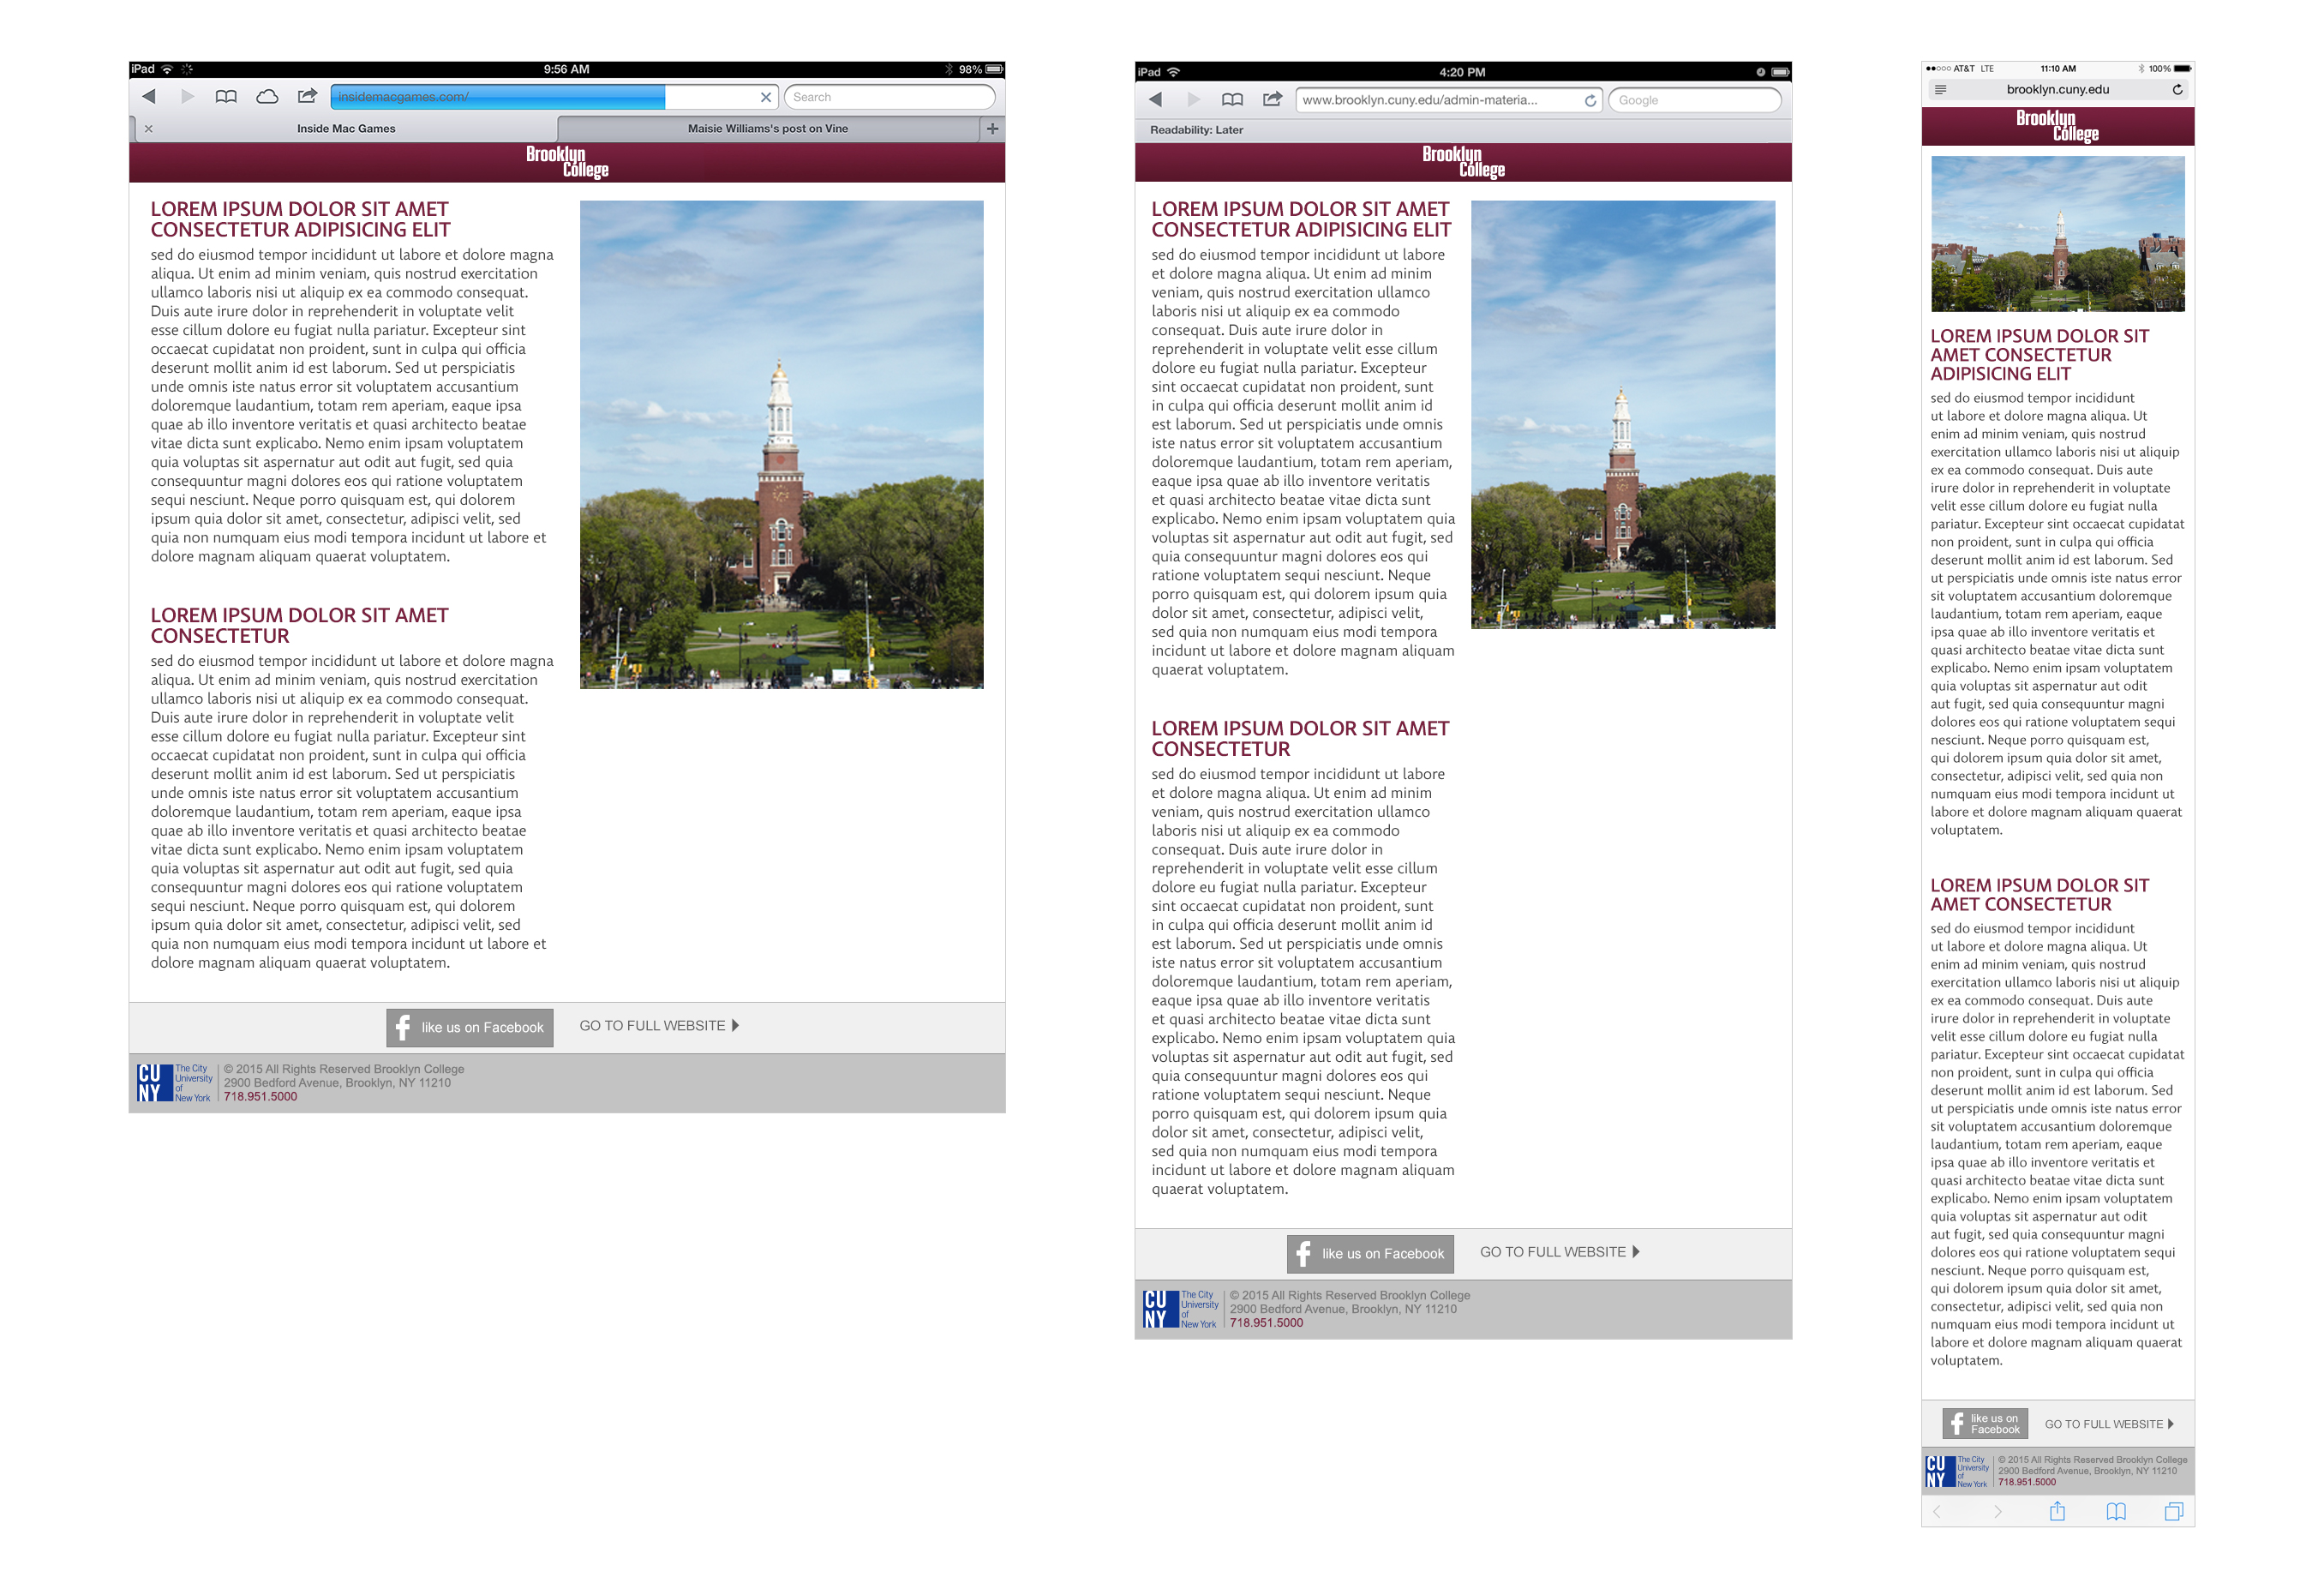 iPad
9:56 AM
98%
insidemacgames.com/
Search
Inside Mac Games
Maisie Williams's post on Vine
Brooklyn
College
LOREM IPSUM DOLOR SIT AMET
CONSECTETUR ADIPISICING ELIT
sed do eiusmod tempor incididunt ut labore et dolore magna
aliqua. Ut enim ad minim veniam, quis nostrud exercitation
ullamco laboris nisi ut aliquip ex ea commodo consequat.
Duis aute irure dolor in reprehenderit in voluptate velit
esse cillum dolore eu fugiat nulla pariatur. Excepteur sint
occaecat cupidatat non proident, sunt in culpa qui officia
deserunt mollit anim id est laborum. Sed ut perspiciatis
unde omnis iste natus error sit voluptatem accusantium
doloremque laudantium, totam rem aperiam, eaque ipsa
quae ab illo inventore veritatis et quasi architecto beatae
vitae dicta sunt explicabo. Nemo enim ipsam voluptatem
quia voluptas sit aspernatur aut odit aut fugit, sed quia
consequuntur magni dolores eos qui ratione voluptatem
sequi nesciunt. Neque porro quisquam est, qui dolorem
ipsum quia dolor sit amet, consectetur, adipisci velit, sed
quia non numquam eius modi tempora incidunt ut labore et
dolore magnam aliquam quaerat voluptatem.
LOREM IPSUM DOLOR SIT AMET
CONSECTETUR
sed do eiusmod tempor incididunt ut labore et dolore magna
aliqua. Ut enim ad minim veniam, quis nostrud exercitation
ullamco laboris nisi ut aliquip ex ea commodo consequat.
Duis aute irure dolor in reprehenderit in voluptate velit
esse cillum dolore eu fugiat nulla pariatur. Excepteur sint
occaecat cupidatat non proident, sunt in culpa qui officia
deserunt mollit anim id est laborum. Sed ut perspiciatis
unde omnis iste natus error sit voluptatem accusantium
doloremque laudantium, totam rem aperiam, eaque ipsa
quae ab illo inventore veritatis et quasi architecto beatae
vitae dicta sunt explicabo. Nemo enim ipsam voluptatem
quia voluptas sit aspernatur aut odit aut fugit, sed quia
consequuntur magni dolores eos qui ratione voluptatem
sequi nesciunt. Neque porro quisquam est, qui dolorem
ipsum quia dolor sit amet, consectetur, adipisci velit, sed
quia non numquam eius modi tempora incidunt ut labore et
dolore magnam aliquam quaerat voluptatem.
like us on Facebook
GO TO FULL WEBSITE
CU
NY
The City
University
of
New York
© 2015 All Rights Reserved Brooklyn College
2900 Bedford Avenue, Brooklyn, NY 11210
718.951.5000
iPad
4:20 PM
www.brooklyn.cuny.edu/admin-materia...
Google
Readability: Later
Brooklyn
College
LOREM IPSUM DOLOR SIT AMET
CONSECTETUR ADIPISICING ELIT
sed do eiusmod tempor incididunt ut labore
et dolore magna aliqua. Ut enim ad minim
veniam, quis nostrud exercitation ullamco
laboris nisi ut aliquip ex ea commodo
consequat. Duis aute irure dolor in
reprehenderit in voluptate velit esse cillum
dolore eu fugiat nulla pariatur. Excepteur
sint occaecat cupidatat non proident, sunt
in culpa qui officia deserunt mollit anim id
est laborum. Sed ut perspiciatis unde omnis
iste natus error sit voluptatem accusantium
doloremque laudantium, totam rem aperiam,
eaque ipsa quae ab illo inventore veritatis
et quasi architecto beatae vitae dicta sunt
explicabo. Nemo enim ipsam voluptatem quia
voluptas sit aspernatur aut odit aut fugit, sed
quia consequuntur magni dolores eos qui
ratione voluptatem sequi nesciunt. Neque
porro quisquam est, qui dolorem ipsum quia
dolor sit amet, consectetur, adipisci velit,
sed quia non numquam eius modi tempora
incidunt ut labore et dolore magnam aliquam
quaerat voluptatem.
LOREM IPSUM DOLOR SIT AMET
CONSECTETUR
sed do eiusmod tempor incididunt ut labore
et dolore magna aliqua. Ut enim ad minim
veniam, quis nostrud exercitation ullamco
laboris nisi ut aliquip ex ea commodo
consequat. Duis aute irure dolor in
reprehenderit in voluptate velit esse cillum
dolore eu fugiat nulla pariatur. Excepteur
sint occaecat cupidatat non proident, sunt
in culpa qui officia deserunt mollit anim id
est laborum. Sed ut perspiciatis unde omnis
iste natus error sit voluptatem accusantium
doloremque laudantium, totam rem aperiam,
eaque ipsa quae ab illo inventore veritatis
et quasi architecto beatae vitae dicta sunt
explicabo. Nemo enim ipsam voluptatem quia
voluptas sit aspernatur aut odit aut fugit, sed
quia consequuntur magni dolores eos qui
ratione voluptatem sequi nesciunt. Neque
porro quisquam est, qui dolorem ipsum quia
dolor sit amet, consectetur, adipisci velit,
sed quia non numquam eius modi tempora
incidunt ut labore et dolore magnam aliquam
quaerat voluptatem.
like us on Facebook
GO TO FULL WEBSITE
CU
NY
The City
University
of
New York
© 2015 All Rights Reserved Brooklyn College
2900 Bedford Avenue, Brooklyn, NY 11210
718.951.5000
AT&T LTE
11:10 AM
100%
brooklyn.cuny.edu
Brooklyn
College
LOREM IPSUM DOLOR SIT
AMET CONSECTETUR
ADIPISICING ELIT
sed do eiusmod tempor incididunt
ut labore et dolore magna aliqua. Ut
enim ad minim veniam, quis nostrud
exercitation ullamco laboris nisi ut aliquip
ex ea commodo consequat. Duis aute
irure dolor in reprehenderit in voluptate
velit esse cillum dolore eu fugiat nulla
pariatur. Excepteur sint occaecat cupidatat
non proident, sunt in culpa qui officia
deserunt mollit anim id est laborum. Sed
ut perspiciatis unde omnis iste natus error
sit voluptatem accusantium doloremque
laudantium, totam rem aperiam, eaque
ipsa quae ab illo inventore veritatis et
quasi architecto beatae vitae dicta sunt
explicabo. Nemo enim ipsam voluptatem
quia voluptas sit aspernatur aut odit
aut fugit, sed quia consequuntur magni
dolores eos qui ratione voluptatem sequi
nesciunt. Neque porro quisquam est,
qui dolorem ipsum quia dolor sit amet,
consectetur, adipisci velit, sed quia non
numquam eius modi tempora incidunt ut
labore et dolore magnam aliquam quaerat
voluptatem.
LOREM IPSUM DOLOR SIT
AMET CONSECTETUR
sed do eiusmod tempor incididunt
ut labore et dolore magna aliqua. Ut
enim ad minim veniam, quis nostrud
exercitation ullamco laboris nisi ut aliquip
ex ea commodo consequat. Duis aute
irure dolor in reprehenderit in voluptate
velit esse cillum dolore eu fugiat nulla
pariatur. Excepteur sint occaecat cupidatat
non proident, sunt in culpa qui officia
deserunt mollit anim id est laborum. Sed
ut perspiciatis unde omnis iste natus error
sit voluptatem accusantium doloremque
laudantium, totam rem aperiam, eaque
ipsa quae ab illo inventore veritatis et
quasi architecto beatae vitae dicta sunt
explicabo. Nemo enim ipsam voluptatem
quia voluptas sit aspernatur aut odit
aut fugit, sed quia consequuntur magni
dolores eos qui ratione voluptatem sequi
nesciunt. Neque porro quisquam est,
qui dolorem ipsum quia dolor sit amet,
consectetur, adipisci velit, sed quia non
numquam eius modi tempora incidunt ut
labore et dolore magnam aliquam quaerat
voluptatem.
like us on
Facebook
GO TO FULL WEBSITE
CU
NY
The City
University
of
New York
© 2015 All Rights Reserved Brooklyn College
2900 Bedford Avenue, Brooklyn, NY 11210
718.951.5000